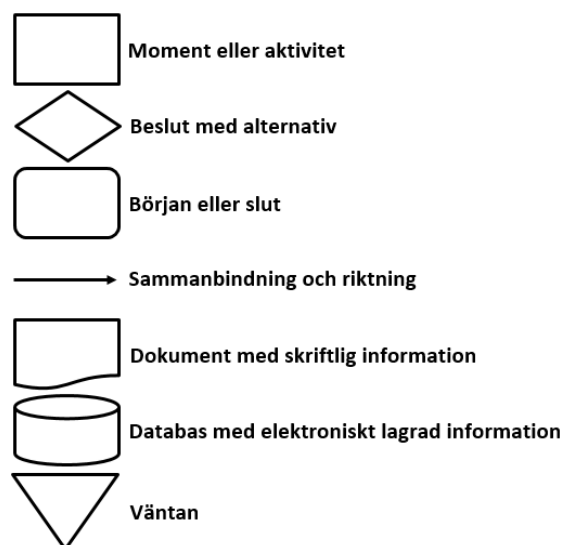 Moment eller aktivitet
Beslut med alternativ
Början eller slut
Sammanbindning och riktning
Dokument med skriftlig information
Databas med elektroniskt lagrad information
Väntan